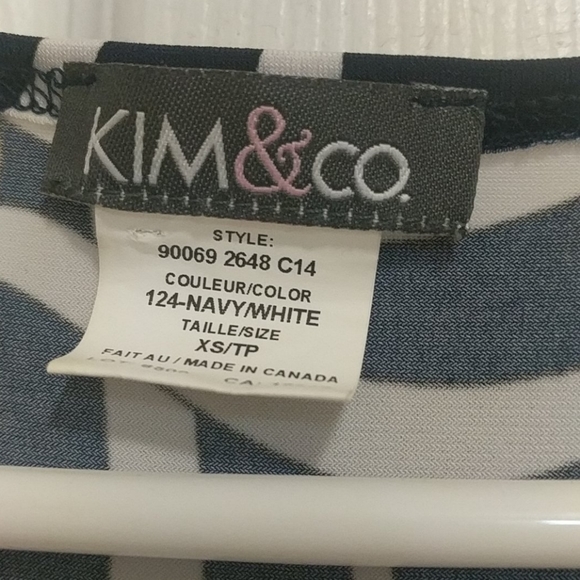 KIM&CO.
STYLE:
90069 2648 C14
COULEUR/COLOR
124-NAVY/WHITE
TAILLE/SIZE
XS/TP
FAIT AU / MADE IN CANADA
CA: